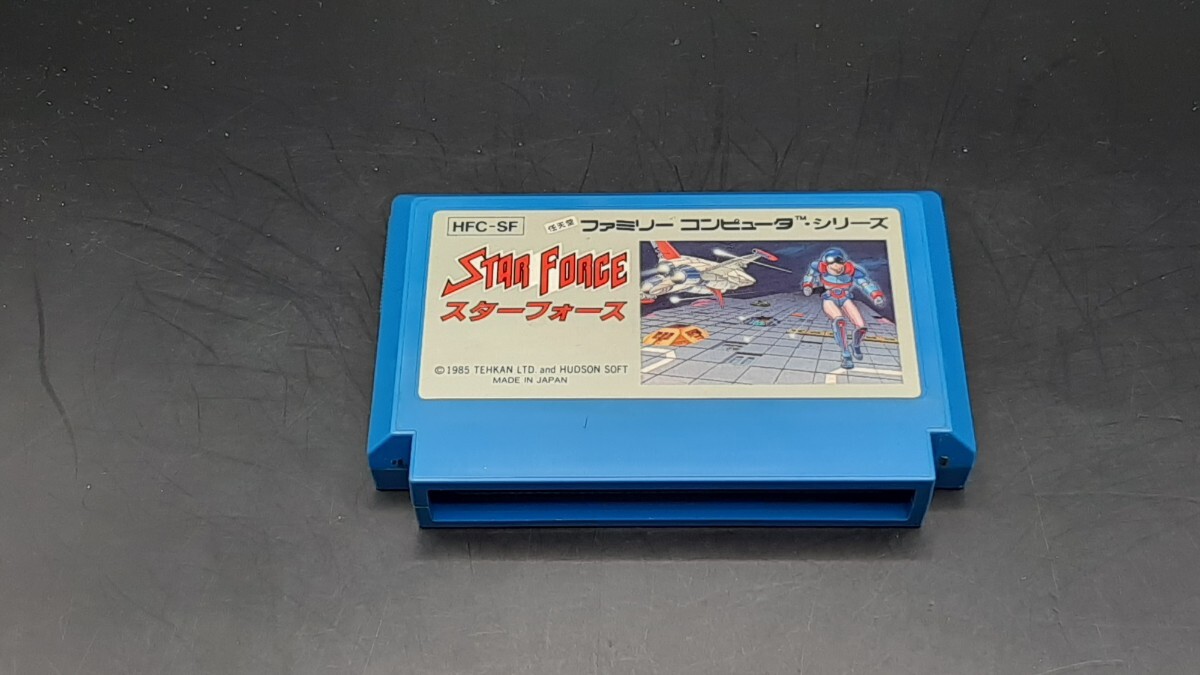 HFC-SF 任天堂 ファミリー コンピュータ™・シリーズ
STAR FORCE
スターフォース
©1985 TEHKAN LTD. and HUDSON SOFT
MADE IN JAPAN